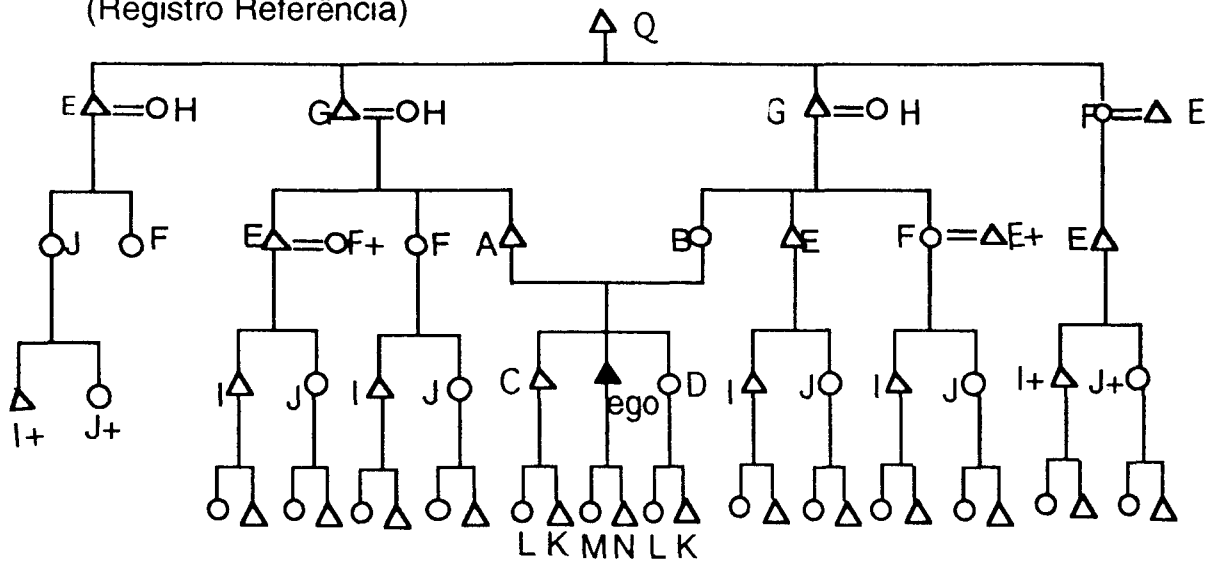 (Registro Referência)
Q
E H G H G H F E
J F E F+ F A B E F E+ E
I+ J+ I J I J C ego D I J I J I+ J+
L K M N L K